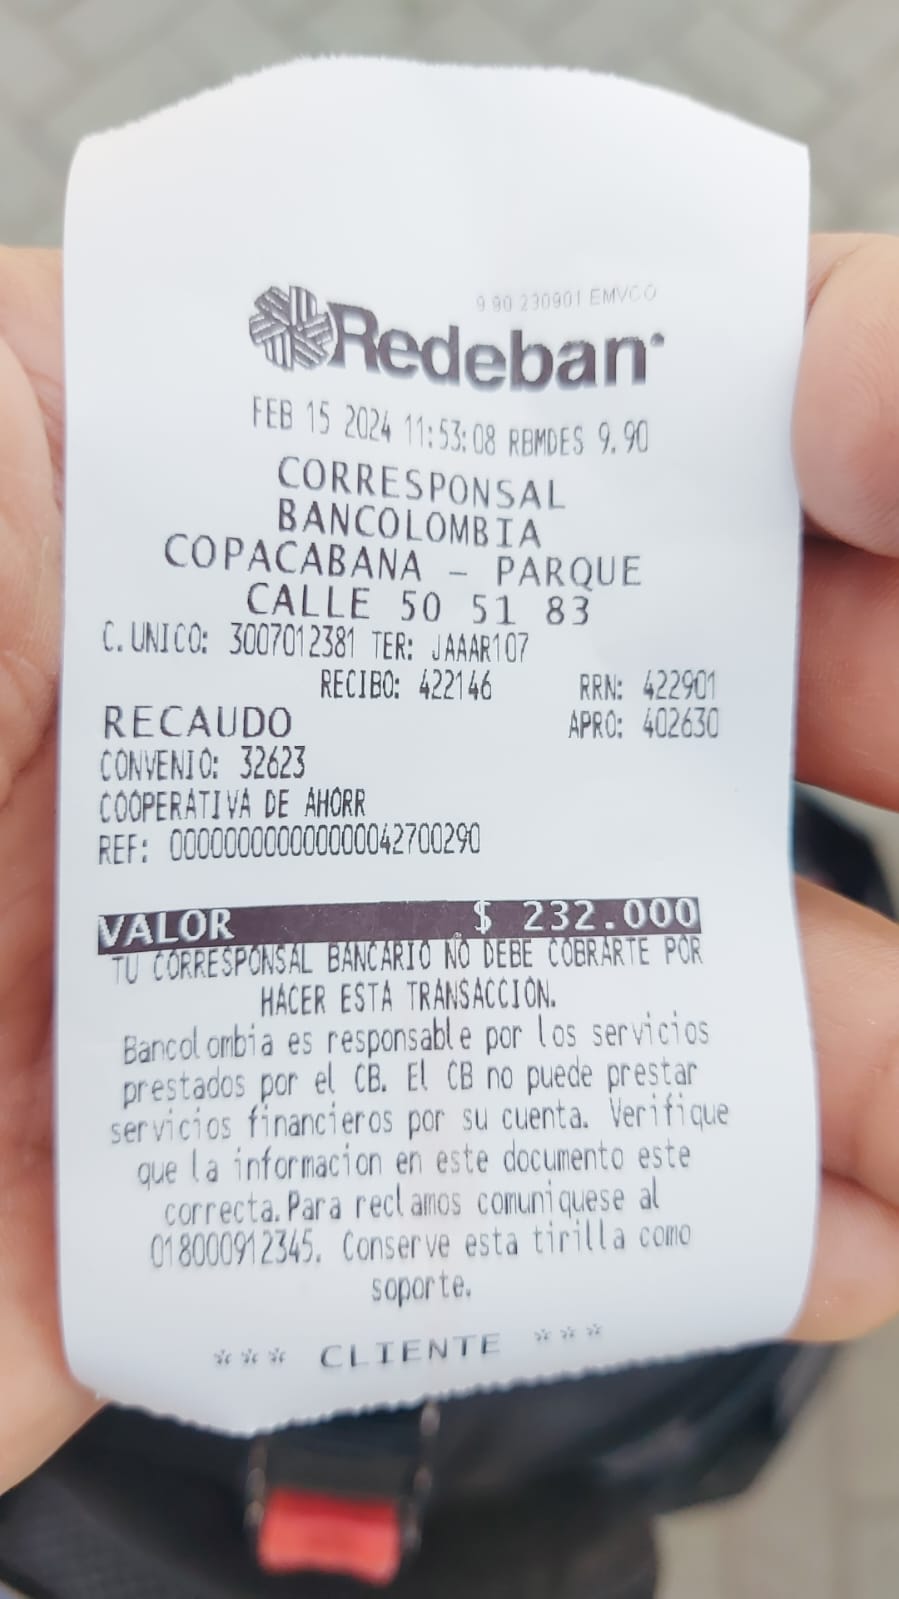 9.90 230901 EMVCO
Redeban
FEB 15 2024 11:53:08 RBMDES 9.90
CORRESPONSAL
BANCOLOMBIA
COPACABANA - PARQUE
CALLE 50 51 83
C. UNICO: 3007012381 TER: JAAAR107
RECIBO: 422146 RRN: 422901
RECAUDO APRO: 402630
CONVENIO: 32623
COOPERATIVA DE AHORR
REF: 000000000000000042700290
VALOR $ 232.000
TU CORRESPONSAL BANCARIO NO DEBE COBRARTE POR
HACER ESTA TRANSACCION.
Bancolombia es responsable por los servicios
prestados por el CB. El CB no puede prestar
servicios financieros por su cuenta. Verifique
que la informacion en este documento este
correcta.Para reclamos comuniquese al
018000912345. Conserve esta tirilla como
soporte.
*** CLIENTE ***